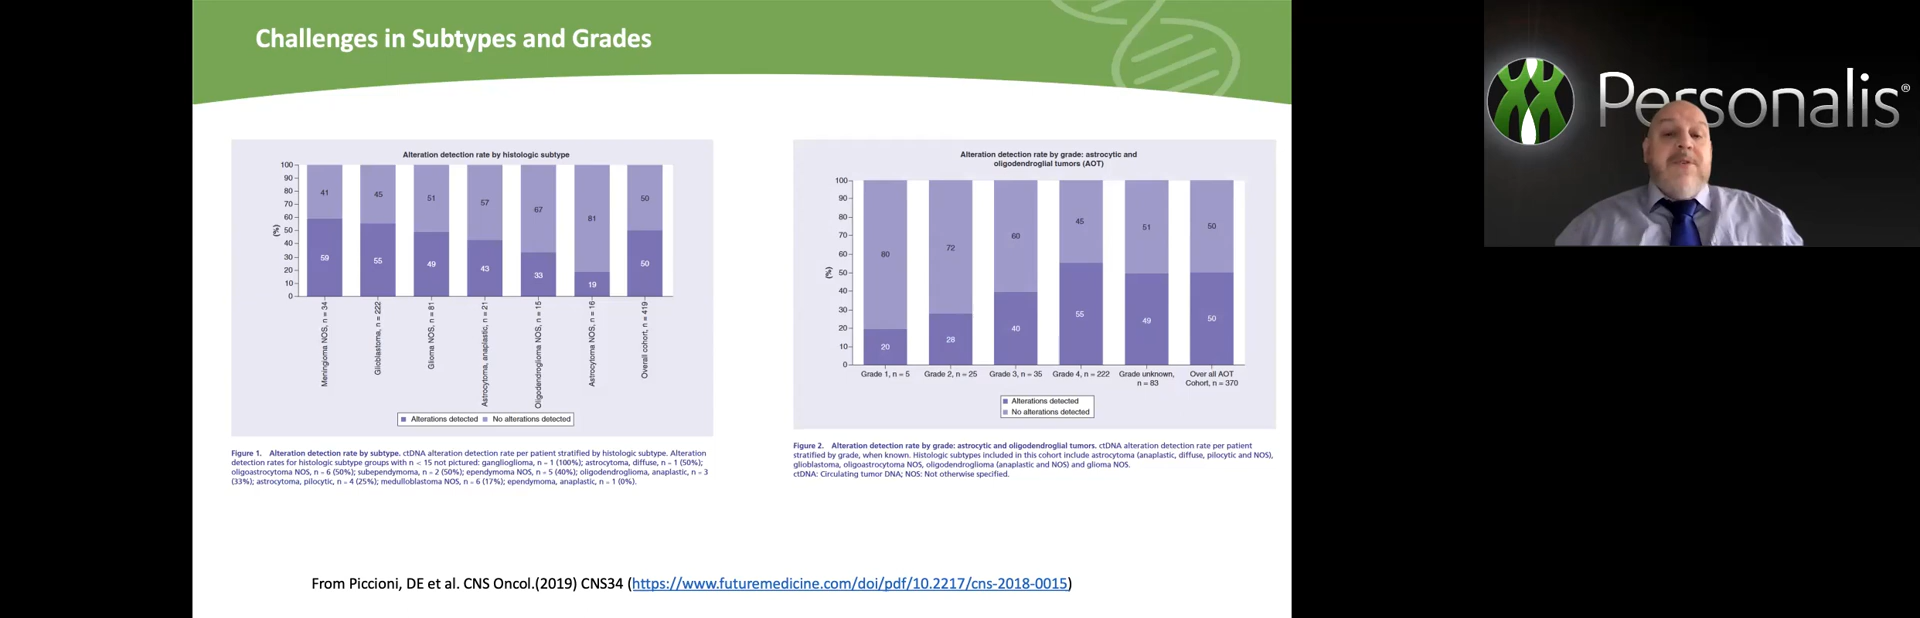 Challenges in Subtypes and Grades
Personalis®
Alteration detection rate by histologic subtype
(%)
100
90
80
70
60
50
40
30
20
10
0
41
45
51
57
67
81
50
59
55
49
43
33
19
50
Meningioma NOS, n = 34
Glioblastoma, n = 222
Glioma NOS, n = 81
Astrocytoma, anaplastic, n = 21
Oligodendroglioma NOS, n = 15
Astrocytoma NOS, n = 16
Overall cohort, n = 419
Alterations detected No alterations detected
Figure 1. Alteration detection rate by subtype. ctDNA alteration detection rate per patient stratified by histologic subtype. Alteration
detection rates for histologic subtype groups with n < 15 not pictured: ganglioglioma, n = 1 (100%); astrocytoma, diffuse, n = 1 (50%);
oligoastrocytoma NOS, n = 6 (50%); subependymoma, n = 2 (50%); ependymoma NOS, n = 5 (40%); oligodendroglioma, anaplastic, n = 3
(33%); astrocytoma, pilocytic, n = 4 (25%); medulloblastoma NOS, n = 6 (17%); ependymoma, anaplastic, n = 1 (0%).
Alteration detection rate by grade: astrocytic and
oligodendroglial tumors (AOT)
(%)
100
90
80
70
60
50
40
30
20
10
0
80
72
60
45
51
50
20
28
40
55
49
50
Grade 1, n = 5
Grade 2, n = 25
Grade 3, n = 35
Grade 4, n = 222
Grade unknown,
n = 83
Over all AOT
Cohort, n = 370
Alterations detected
No alterations detected
Figure 2. Alteration detection rate by grade: astrocytic and oligodendroglial tumors. ctDNA alteration detection rate per patient
stratified by grade, when known. Histologic subtypes included in this cohort include astrocytoma (anaplastic, diffuse, pilocytic and NOS),
glioblastoma, oligoastrocytoma NOS, oligodendroglioma (anaplastic and NOS) and glioma NOS.
ctDNA: Circulating tumor DNA; NOS: Not otherwise specified.
From Piccioni, DE et al. CNS Oncol.(2019) CNS34 (https://www.futuremedicine.com/doi/pdf/10.2217/cns-2018-0015)